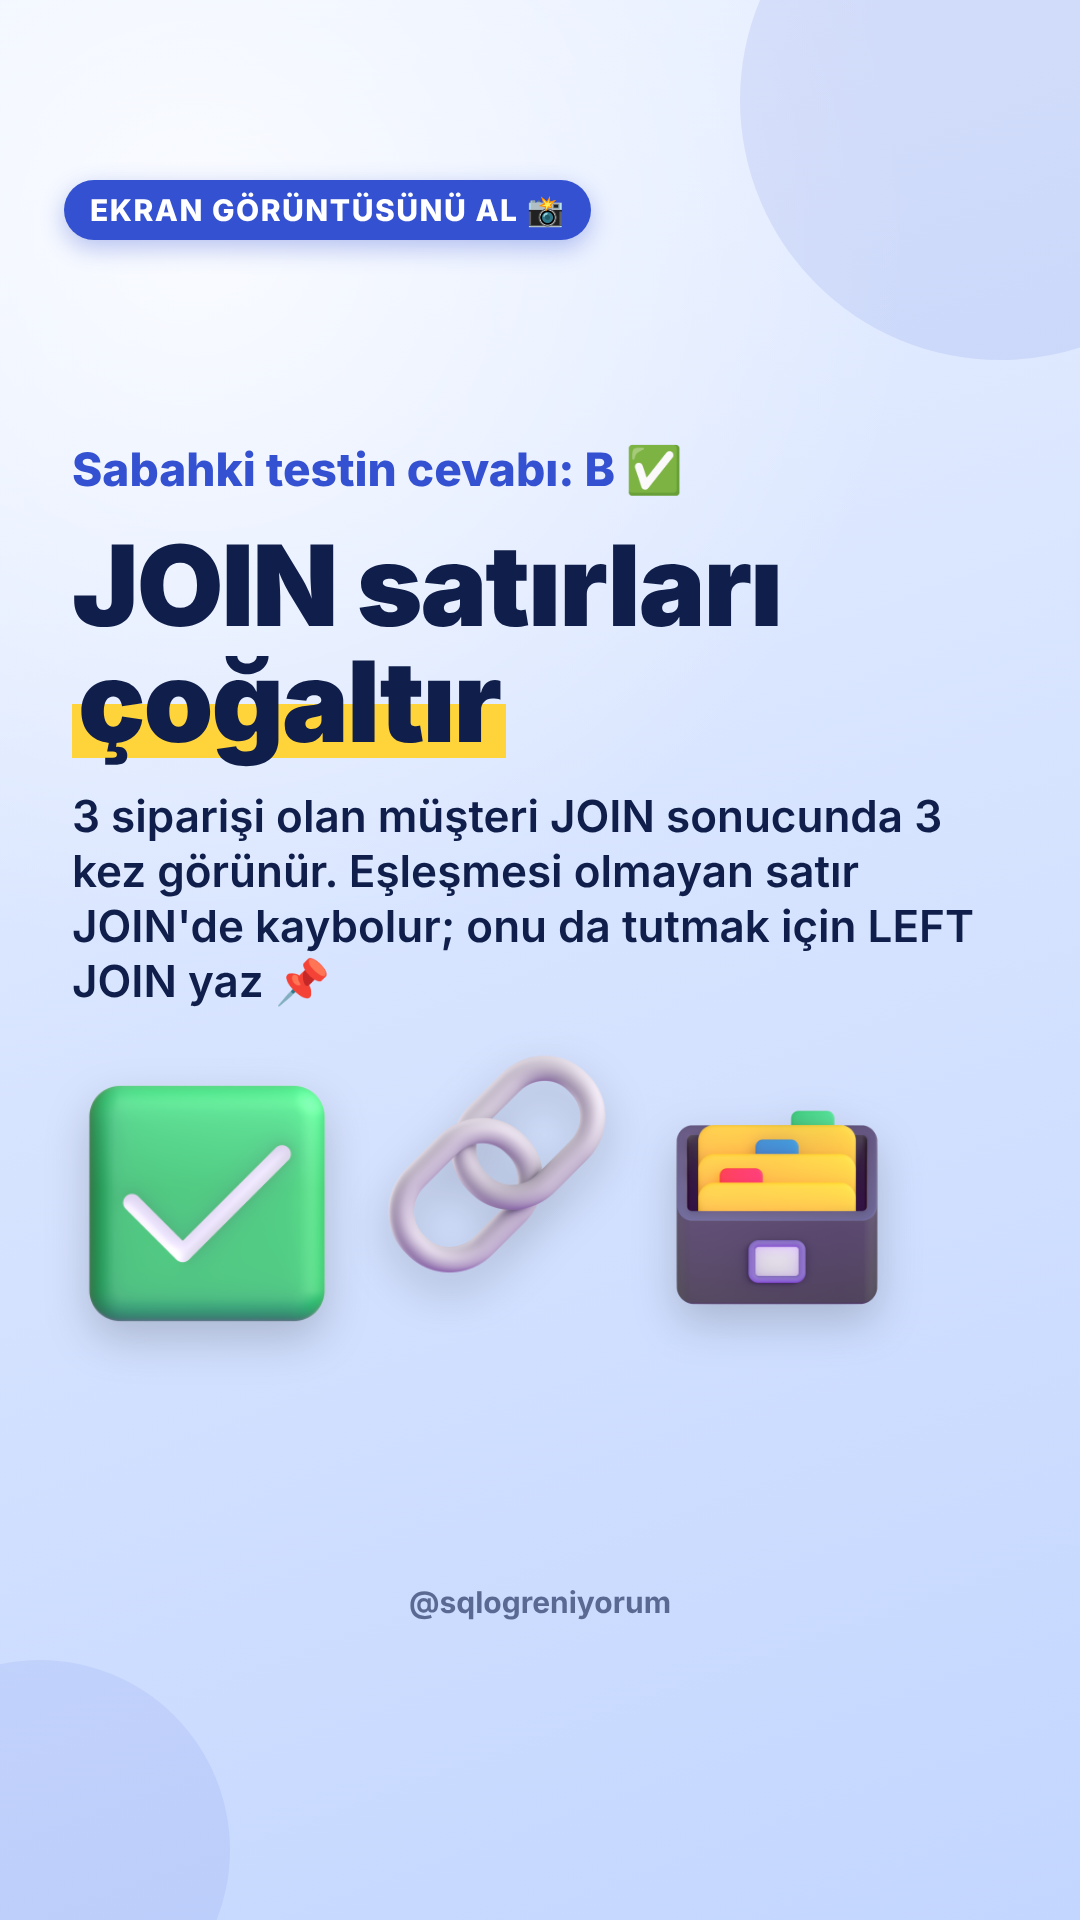 EKRAN GÖRÜNTÜSÜNÜ AL 📸
Sabahki testin cevabı: B ✅
JOIN satırları
çoğaltır
3 siparişi olan müşteri JOIN sonucunda 3
kez görünür. Eşleşmesi olmayan satır
JOIN'de kaybolur; onu da tutmak için LEFT
JOIN yaz 📌
@sqlogreniyorum